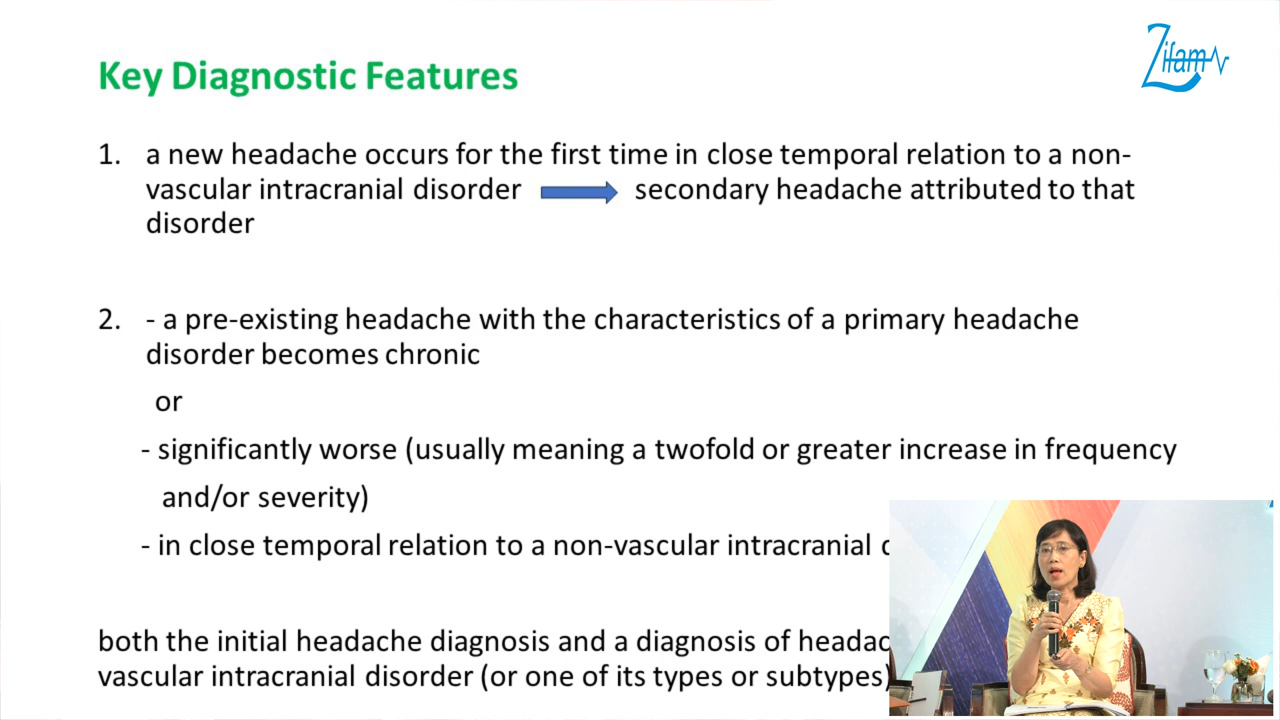 Zifam
Key Diagnostic Features
1. a new headache occurs for the first time in close temporal relation to a non-
vascular intracranial disorder secondary headache attributed to that
disorder
2. - a pre-existing headache with the characteristics of a primary headache
disorder becomes chronic
or
- significantly worse (usually meaning a twofold or greater increase in frequency
and/or severity)
- in close temporal relation to a non-vascular intracranial
both the initial headache diagnosis and a diagnosis of
vascular intracranial disorder (or one of its types or subtypes)